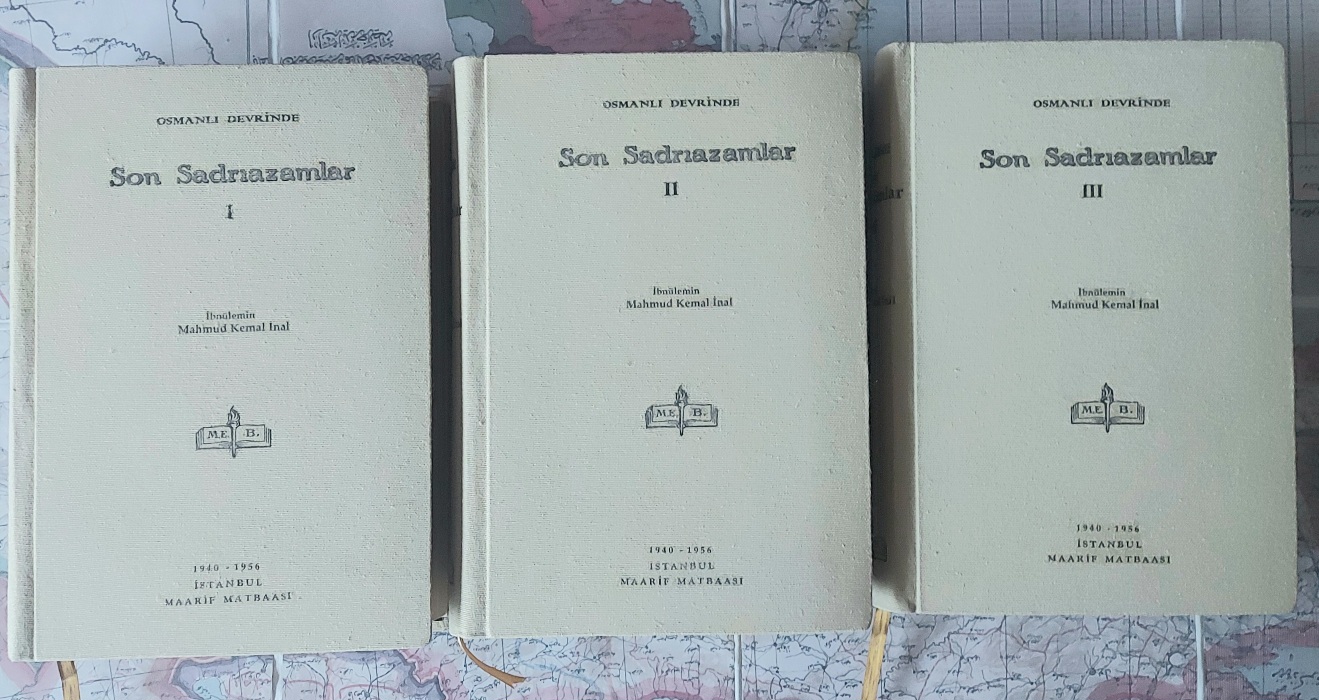 OSMANLI DEVRİNDE
Son Sadrıazamlar
I
İbnülemin
Mahmud Kemal İnal
M.E. B.
1940 - 1956
İSTANBUL
MAARİF MATBAASI
OSMANLI DEVRİNDE
Son Sadrıazamlar
II
İbnülemin
Mahmud Kemal İnal
M.E. B.
1940 - 1956
İSTANBUL
MAARİF MATBAASI
OSMANLI DEVRİNDE
Son Sadrıazamlar
III
İbnülemin
Mahmud Kemal İnal
M.E. B.
1940 - 1956
İSTANBUL
MAARİF MATBAASI